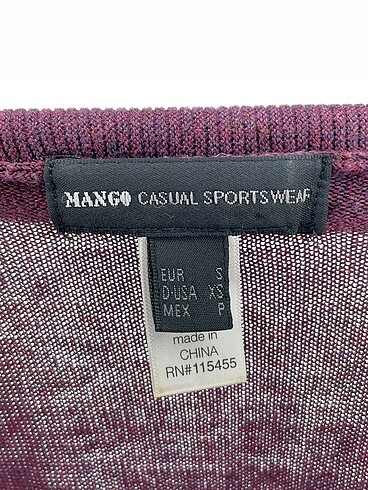 MANGO CASUAL SPORTSWEAR
EUR S
D·USA XS
MEX P
made in
CHINA
RN#115455